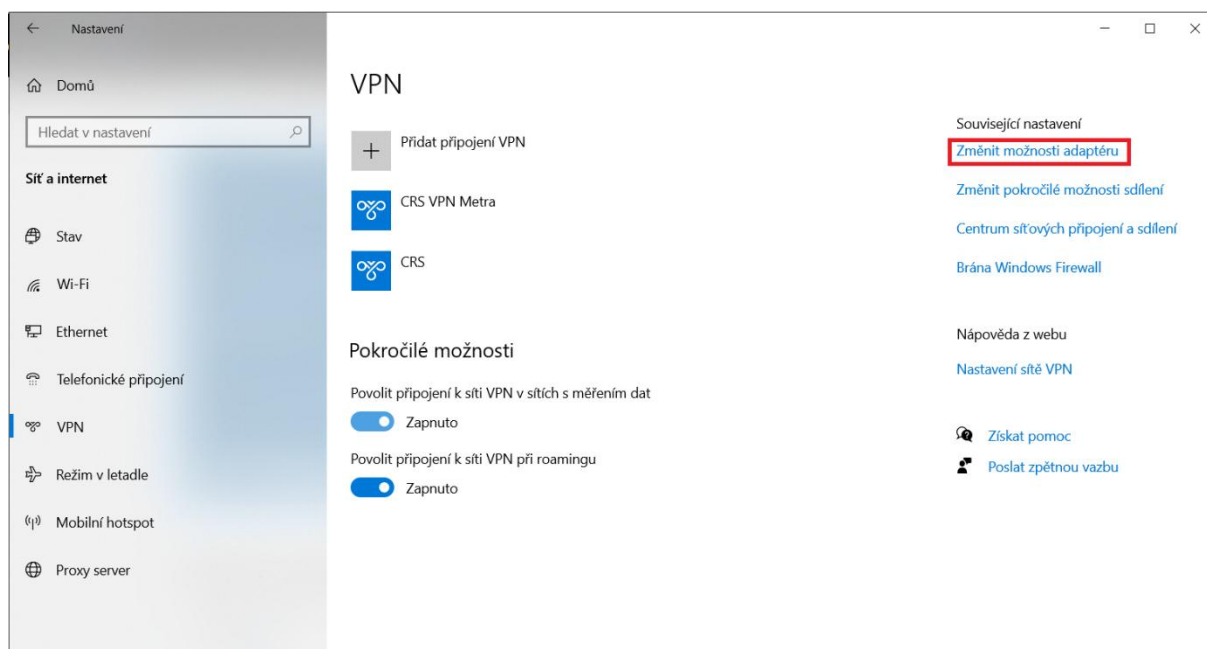 Nastavení
Domů
Hledat v nastavení
Síť a internet
Stav
Wi-Fi
Ethernet
Telefonické připojení
VPN
Režim v letadle
Mobilní hotspot
Proxy server
VPN
Přidat připojení VPN
CRS VPN Metra
CRS
Pokročilé možnosti
Povolit připojení k síti VPN v sítích s měřením dat
Zapnuto
Povolit připojení k síti VPN při roamingu
Zapnuto
Související nastavení
Změnit možnosti adaptéru
Změnit pokročilé možnosti sdílení
Centrum síťových připojení a sdílení
Brána Windows Firewall
Nápověda z webu
Nastavení sítě VPN
Získat pomoc
Poslat zpětnou vazbu